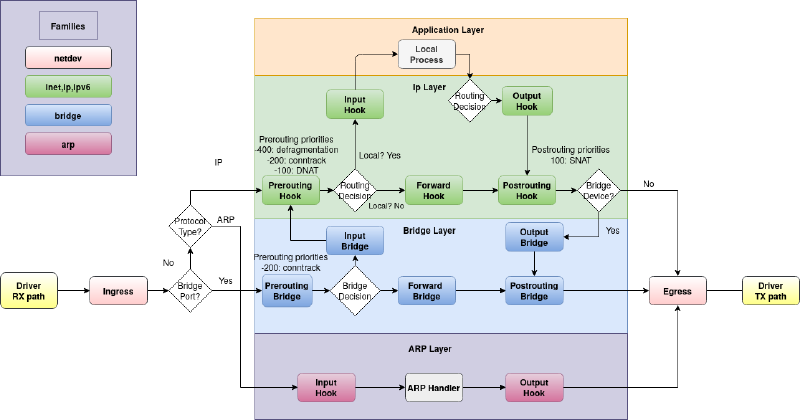 Families
netdev
inet,ip,ipv6
bridge
arp
Application Layer
Local
Process
Ip Layer
Input
Hook
Routing
Decision
Output
Hook
Prerouting priorities
-400: defragmentation
-200: conntrack
-100: DNAT
Local? Yes
Postrouting priorities
100: SNAT
IP
Prerouting
Hook
Routing
Decision
Local? No
Forward
Hook
Postrouting
Hook
Bridge
Device?
No
Yes
Protocol
Type?
ARP
Bridge Layer
Input
Bridge
Output
Bridge
Prerouting priorities
-200: conntrack
No
Yes
Driver
RX path
Ingress
Bridge
Port?
Prerouting
Bridge
Bridge
Decision
Forward
Bridge
Postrouting
Bridge
Egress
Driver
TX path
ARP Layer
Input
Hook
ARP Handler
Output
Hook